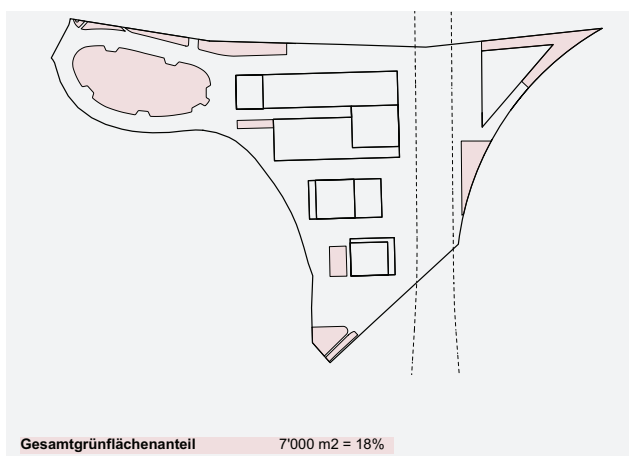 Gesamtgrünflächenanteil 7'000 m2 = 18%